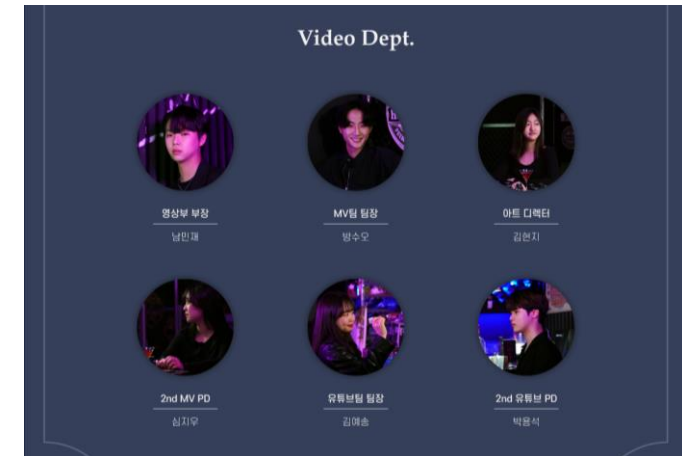 Video Dept.
영상부 부장
MV팀 팀장
아트 디렉터
남민재
방수오
김현지
2nd MV PD
유튜브팀 팀장
2nd 유튜브 PD
심지우
김예송
박용석